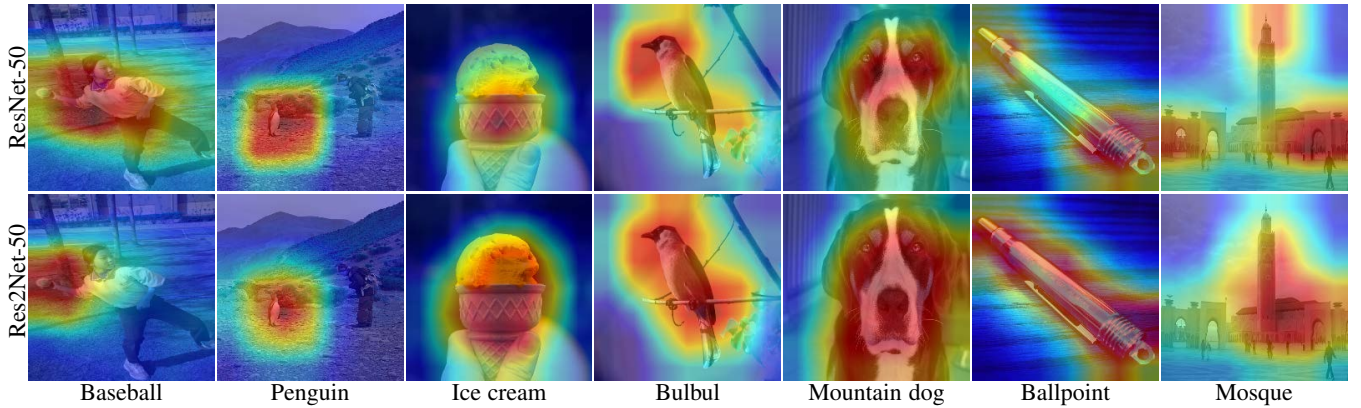 ResNet-50
Res2Net-50
Baseball Penguin Ice cream Bulbul Mountain dog Ballpoint Mosque